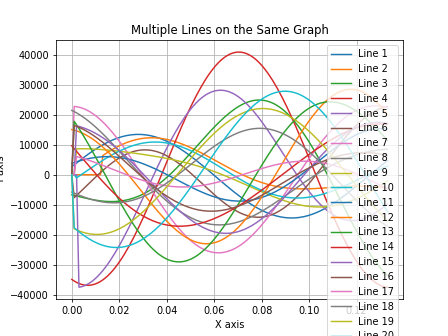 Multiple Lines on the Same Graph
40000
30000
20000
10000
0
−10000
−20000
−30000
−40000
0.00
0.02
0.04
0.06
0.08
0.10
X axis
Line 1
Line 2
Line 3
Line 4
Line 5
Line 6
Line 7
Line 8
Line 9
Line 10
Line 11
Line 12
Line 13
Line 14
Line 15
Line 16
Line 17
Line 18
Line 19
Line 20